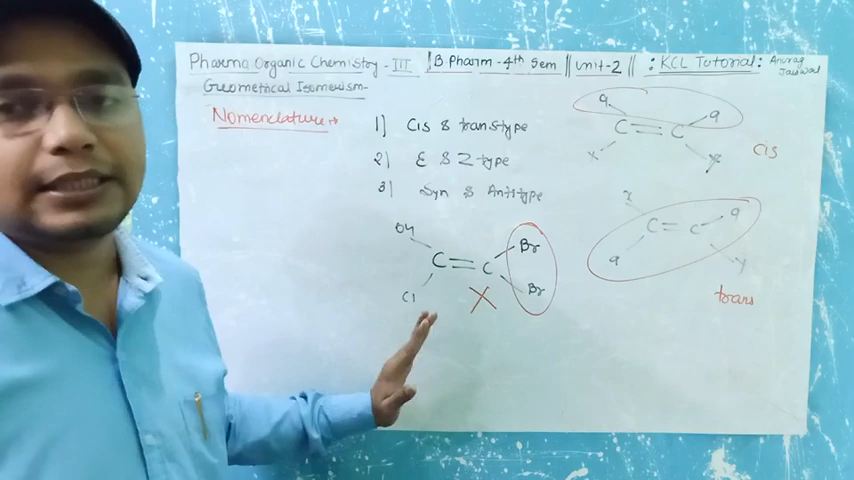 Pharma Organic Chemistry - III || B Pharm - 4th Sem || Unit-2 || : KCL Tutorial: Anurag Jaiswal
Geometrical Isomerism-
Nomenclature
1] Cis & trans type
2) E & Z type
3) Syn & Anti type
a a
C = C
x y
cis
x a
C = C
a y
trans
OH Br
C = C
Cl Br
X